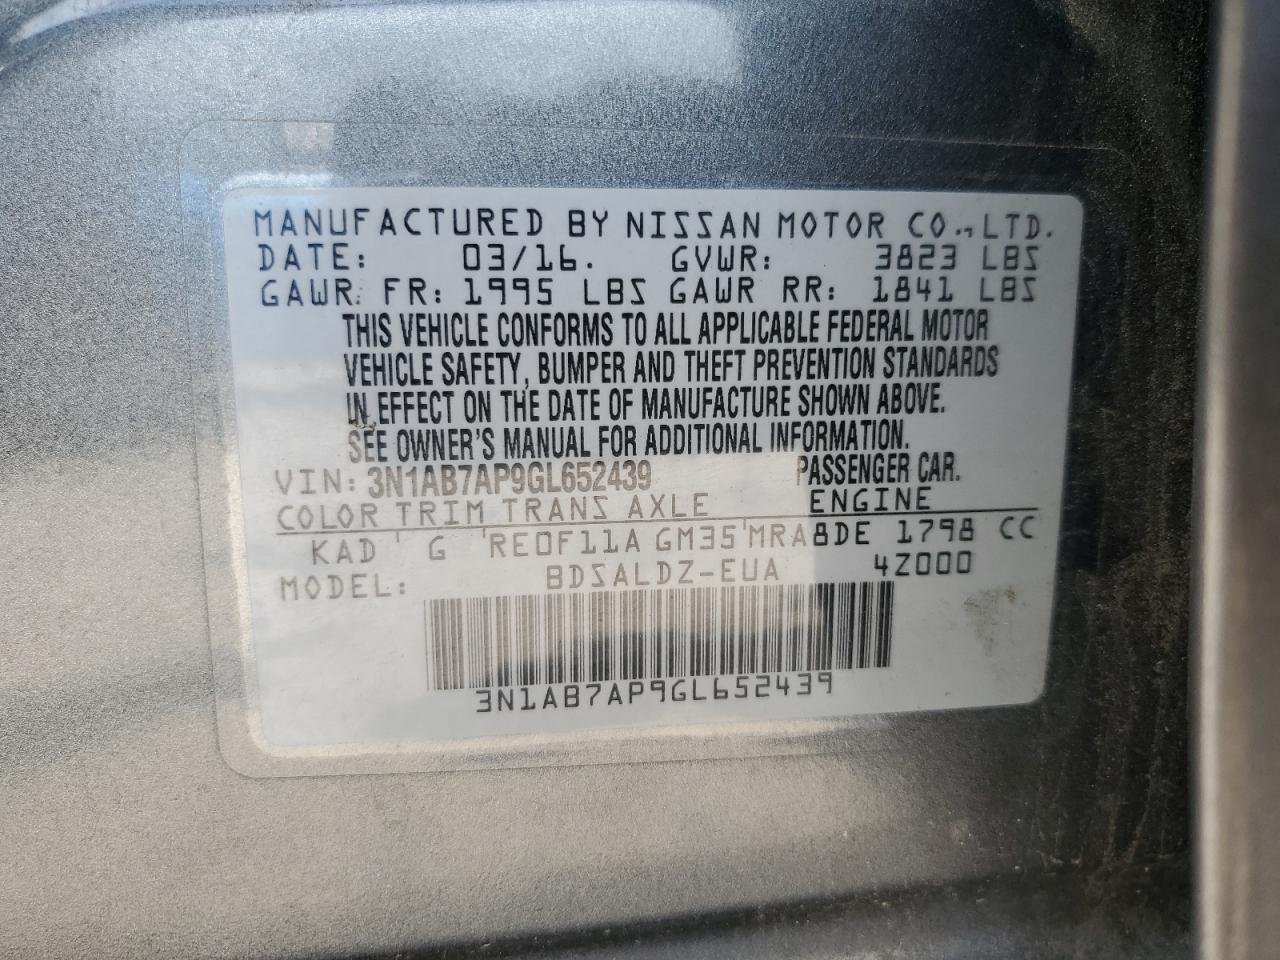 MANUFACTURED BY NISSAN MOTOR CO., LTD.
DATE: 03/16. GVWR: 3823 LBS
GAWR FR: 1995 LBS GAWR RR: 1841 LBS
THIS VEHICLE CONFORMS TO ALL APPLICABLE FEDERAL MOTOR
VEHICLE SAFETY, BUMPER AND THEFT PREVENTION STANDARDS
IN EFFECT ON THE DATE OF MANUFACTURE SHOWN ABOVE.
SEE OWNER'S MANUAL FOR ADDITIONAL INFORMATION.
VIN: 3N1AB7AP9GL652439 PASSENGER CAR.
COLOR TRIM TRANS AXLE ENGINE
KAD ' G 'RE0F11A GM35'MRA8DE 1798 CC
MODEL: BDSALDZ-EUA 4Z000
3N1AB7AP9GL652439